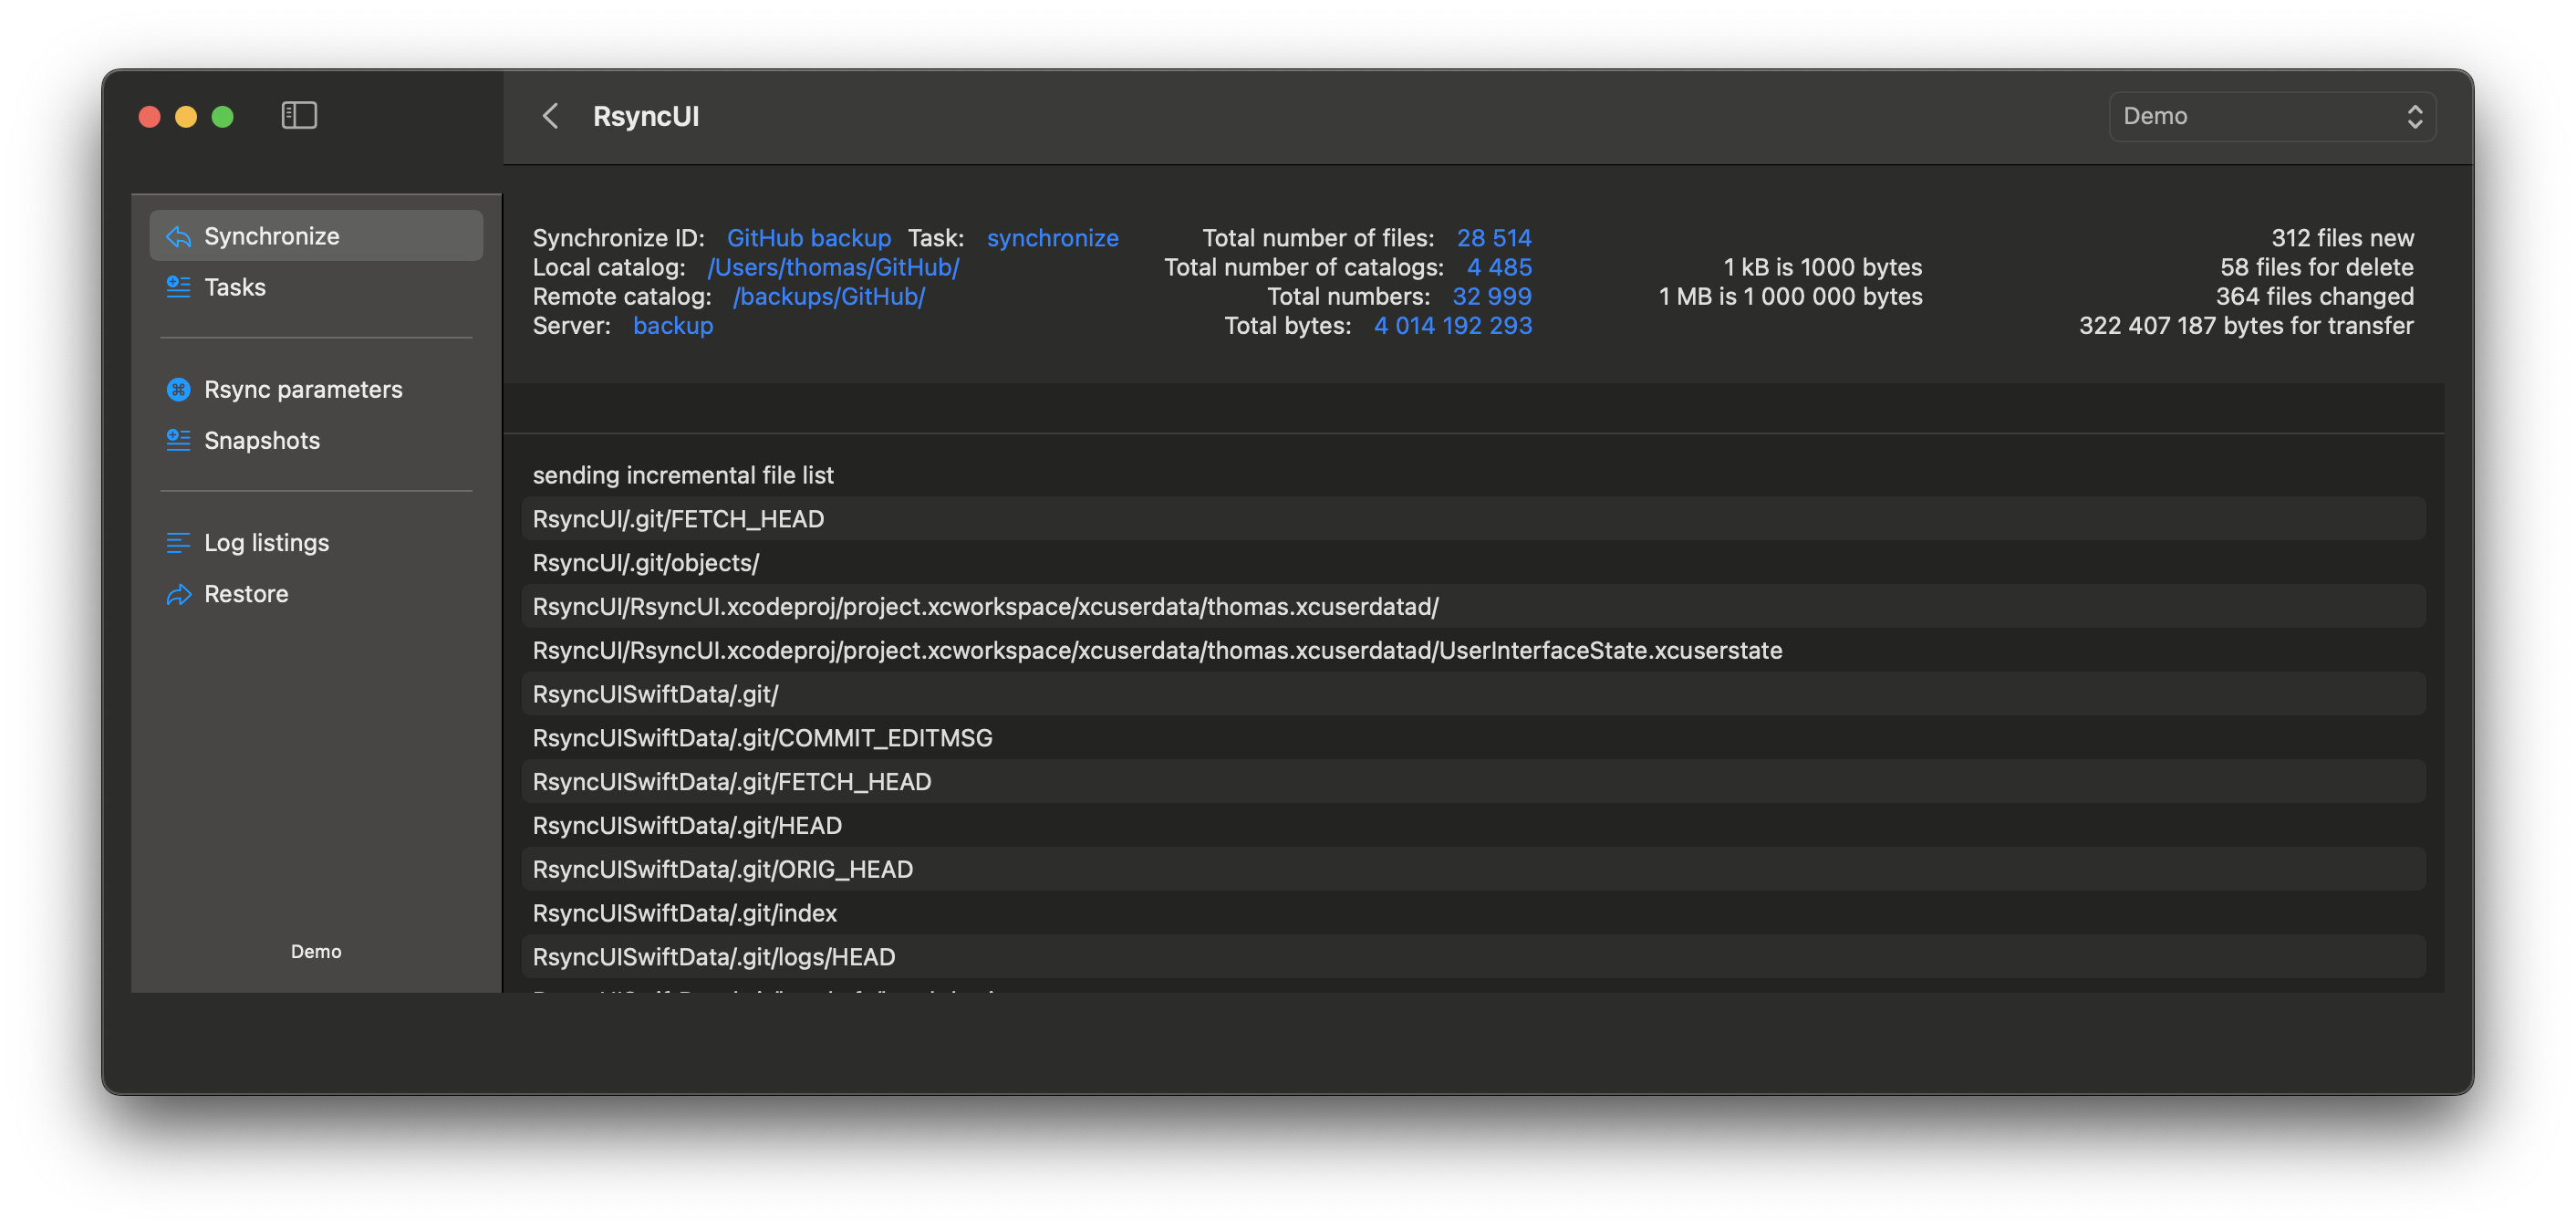 RsyncUI
Demo
Synchronize
Tasks
Rsync parameters
Snapshots
Log listings
Restore
Demo
Synchronize ID: GitHub backup Task: synchronize
Local catalog: /Users/thomas/GitHub/
Remote catalog: /backups/GitHub/
Server: backup
Total number of files: 28 514
Total number of catalogs: 4 485
Total numbers: 32 999
Total bytes: 4 014 192 293
1 kB is 1000 bytes
1 MB is 1 000 000 bytes
312 files new
58 files for delete
364 files changed
322 407 187 bytes for transfer
sending incremental file list
RsyncUI/.git/FETCH_HEAD
RsyncUI/.git/objects/
RsyncUI/RsyncUI.xcodeproj/project.xcworkspace/xcuserdata/thomas.xcuserdatad/
RsyncUI/RsyncUI.xcodeproj/project.xcworkspace/xcuserdata/thomas.xcuserdatad/UserInterfaceState.xcuserstate
RsyncUISwiftData/.git/
RsyncUISwiftData/.git/COMMIT_EDITMSG
RsyncUISwiftData/.git/FETCH_HEAD
RsyncUISwiftData/.git/HEAD
RsyncUISwiftData/.git/ORIG_HEAD
RsyncUISwiftData/.git/index
RsyncUISwiftData/.git/logs/HEAD